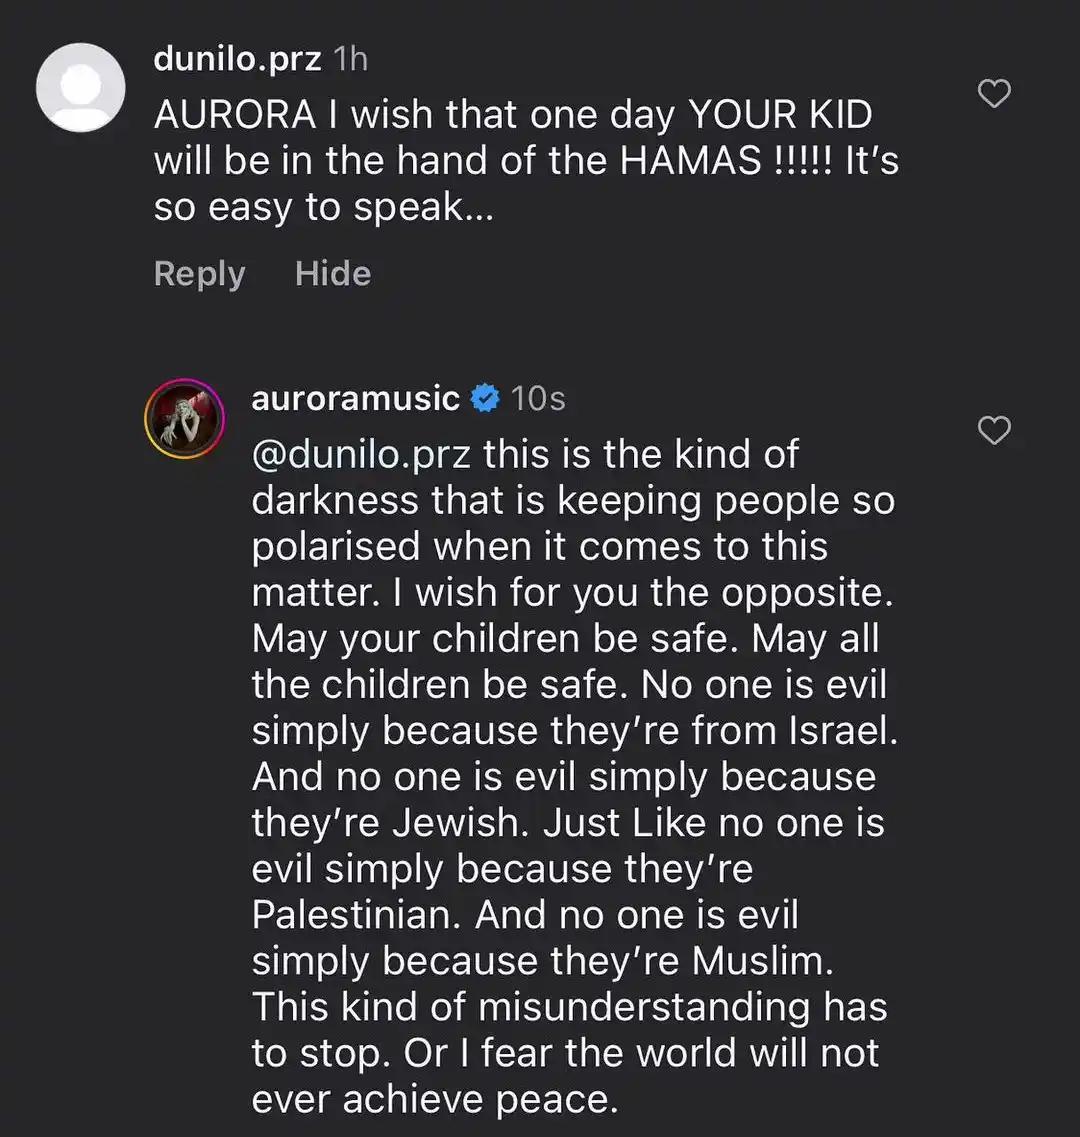 dunilo.prz 1h
AURORA I wish that one day YOUR KID
will be in the hand of the HAMAS !!!!! It’s
so easy to speak...
Reply Hide
auroramusic 10s
@dunilo.prz this is the kind of
darkness that is keeping people so
polarised when it comes to this
matter. I wish for you the opposite.
May your children be safe. May all
the children be safe. No one is evil
simply because they’re from Israel.
And no one is evil simply because
they’re Jewish. Just Like no one is
evil simply because they’re
Palestinian. And no one is evil
simply because they’re Muslim.
This kind of misunderstanding has
to stop. Or I fear the world will not
ever achieve peace.